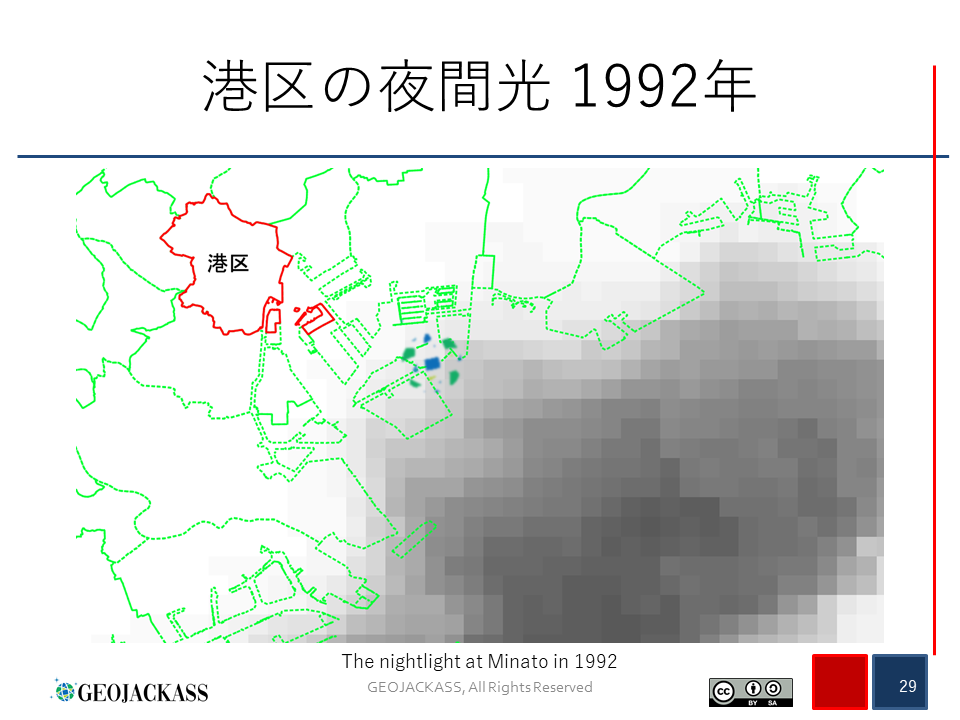 港区の夜間光 1992年
港区
The nightlight at Minato in 1992
GEOJACKASS
GEOJACKASS, All Rights Reserved
cc
BY SA
29